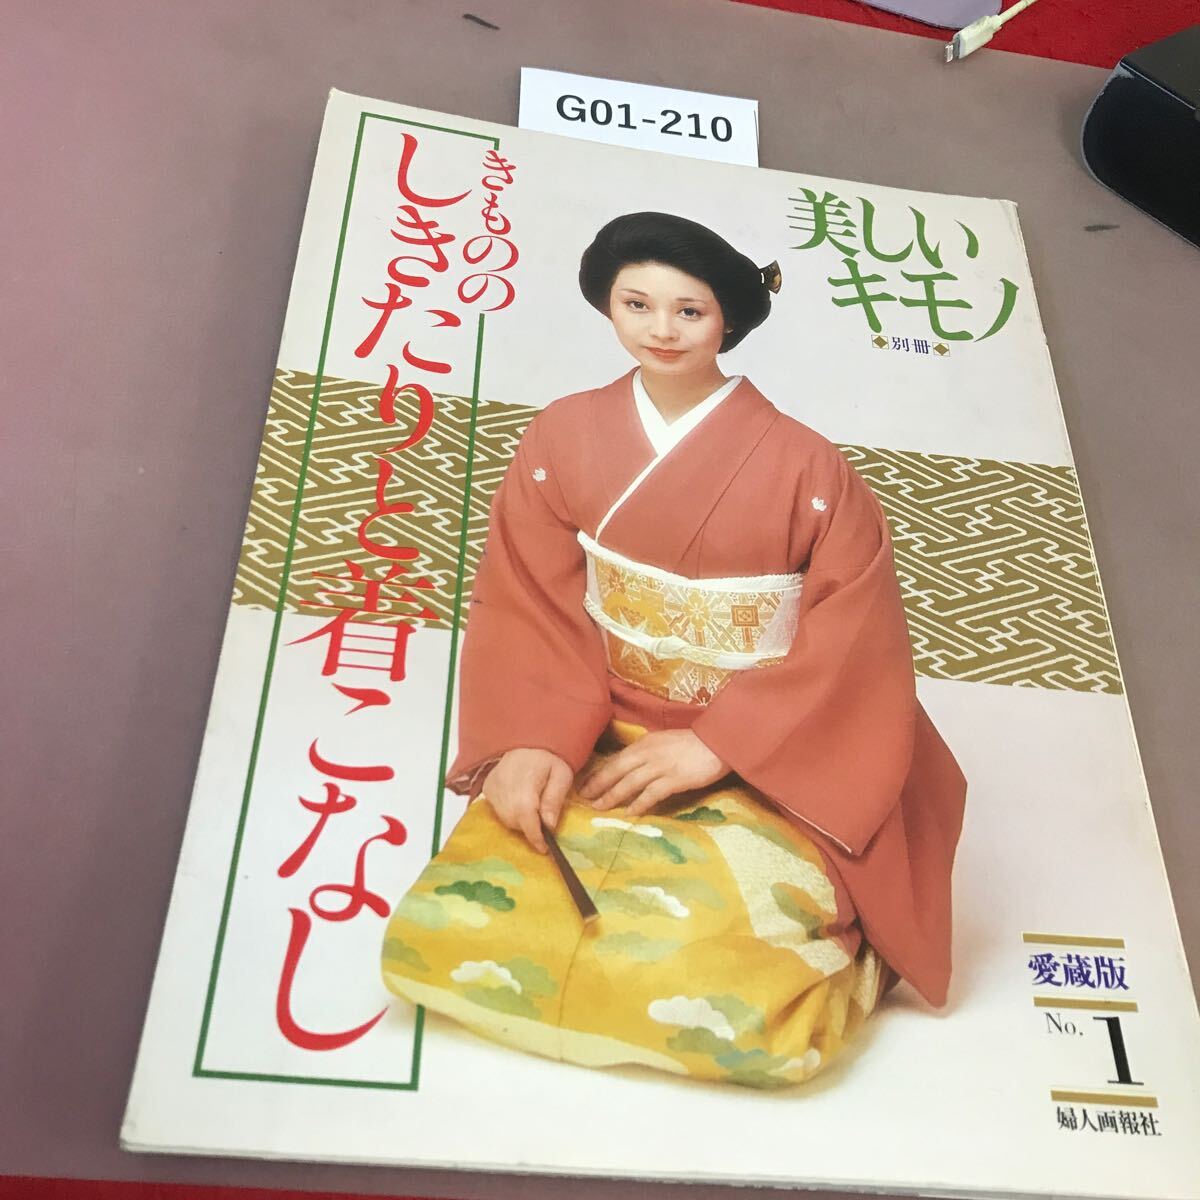 G01-210
美しい
キモノ
◆別冊◆
きものの
しきたりと着こなし
愛蔵版
No. 1
婦人画報社